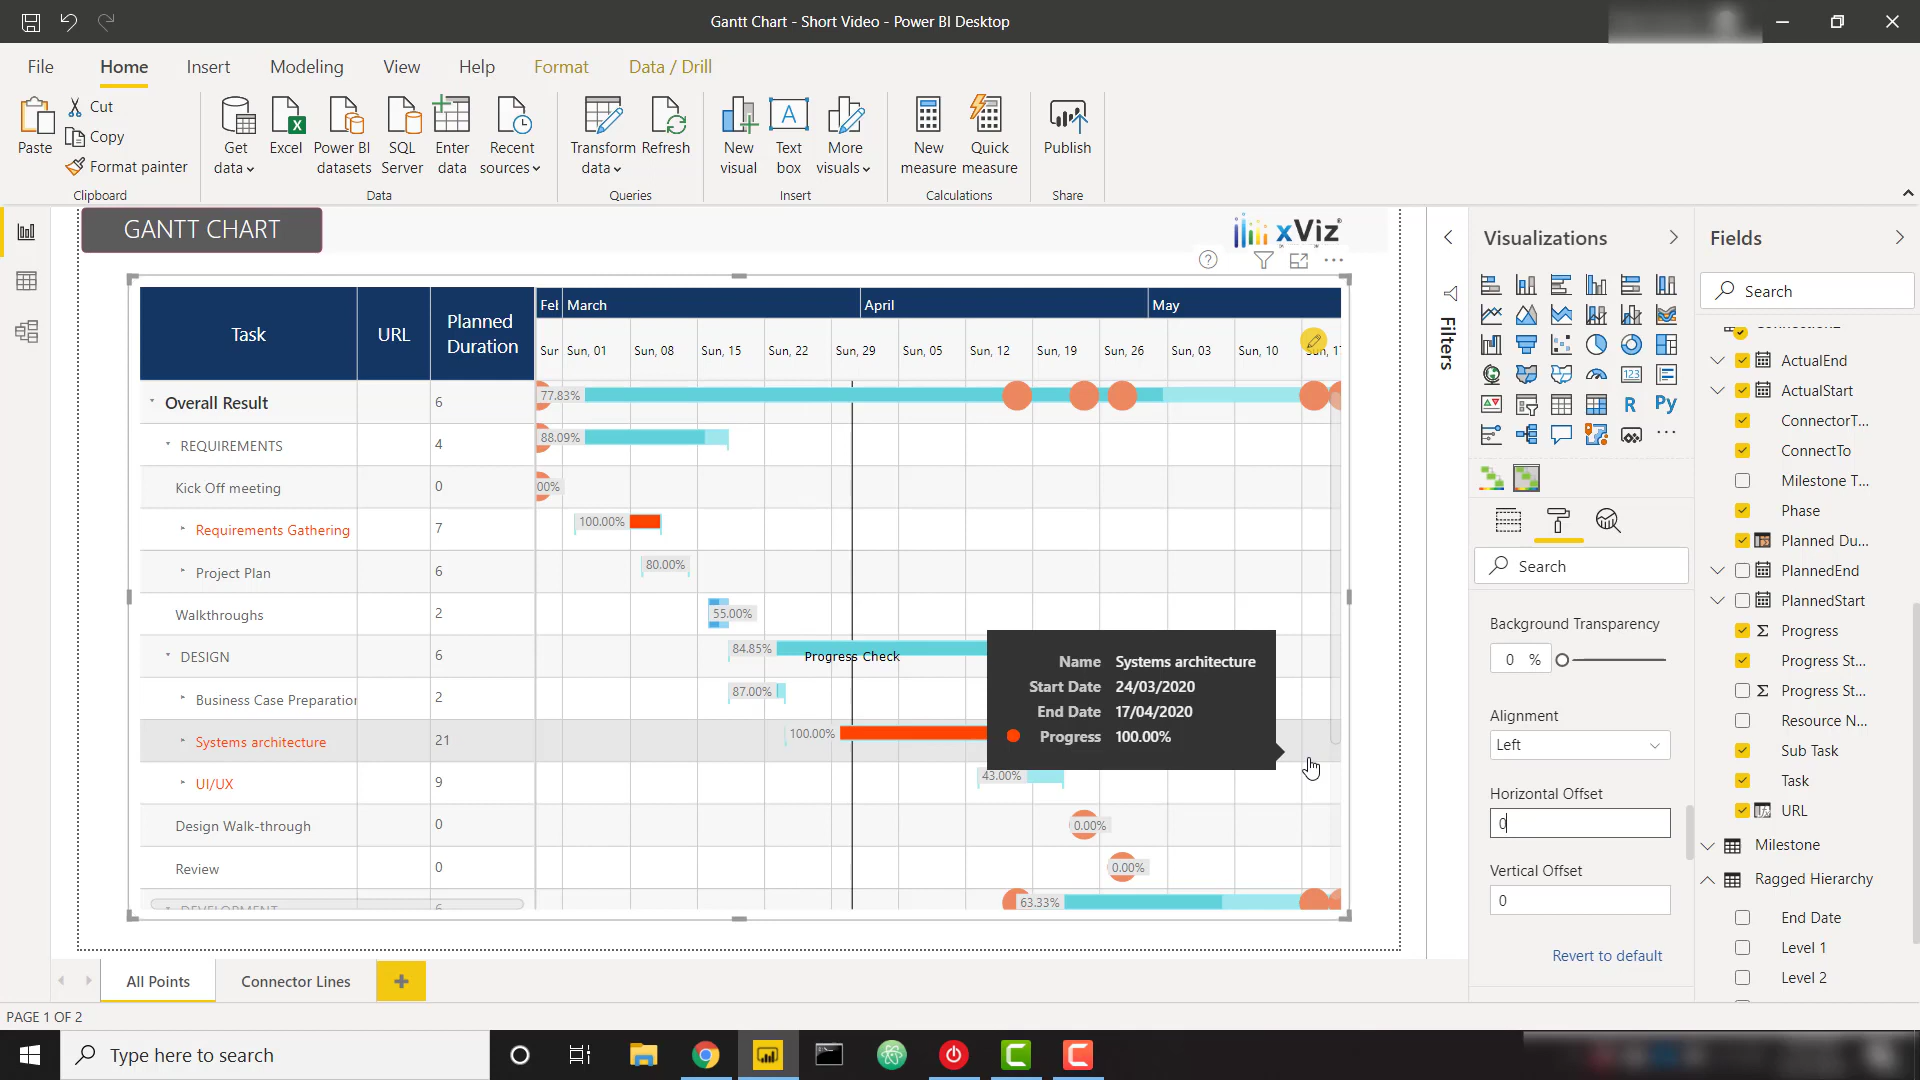 Gantt Chart - Short Video - Power BI Desktop
File Home Insert Modeling View Help Format Data / Drill
Paste
Cut
Copy
Format painter
Clipboard
Get data
Excel
Power BI datasets
SQL Server
Enter data
Recent sources
Data
Transform data
Refresh
Queries
New visual
Text box
More visuals
Insert
New measure
Quick measure
Calculations
Publish
Share
GANTT CHART
xViz
Task URL Planned Duration
Feb March April May
Sun, 01 Sun, 08 Sun, 15 Sun, 22 Sun, 29 Sun, 05 Sun, 12 Sun, 19 Sun, 26 Sun, 03 Sun, 10
Overall Result 6 77.83%
REQUIREMENTS 4 88.09%
Kick Off meeting 0 00%
Requirements Gathering 7 100.00%
Project Plan 6 80.00%
Walkthroughs 2 55.00%
DESIGN 6 84.85%
Progress Check
Business Case Preparation 2 87.00%
Systems architecture 21 100.00%
UI/UX 9 43.00%
Design Walk-through 0 0.00%
Review 0 0.00%
DEVELOPMENT 6 63.33%
Name Systems architecture
Start Date 24/03/2020
End Date 17/04/2020
Progress 100.00%
Filters
Visualizations
123
R Py
Search
Background Transparency
0 %
Alignment
Left
Horizontal Offset
0
Vertical Offset
0
Revert to default
Fields
Search
ActualEnd
ActualStart
ConnectorT...
ConnectTo
Milestone T...
Phase
Planned Du...
PlannedEnd
PlannedStart
Progress
Progress St...
Progress St...
Resource N...
Sub Task
Task
URL
Milestone
Ragged Hierarchy
End Date
Level 1
Level 2
All Points Connector Lines
PAGE 1 OF 2
Type here to search